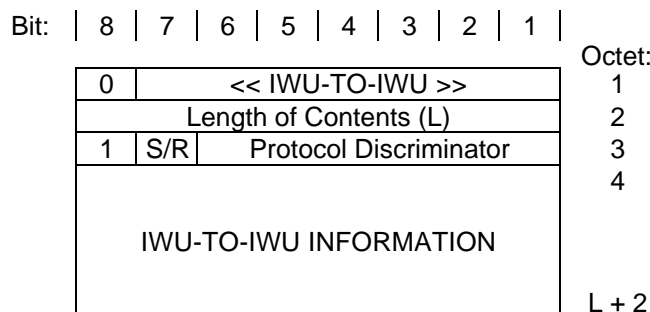 Bit: | 8 | 7 | 6 | 5 | 4 | 3 | 2 | 1 |
Octet:
0 << IWU-TO-IWU >> 1
Length of Contents (L) 2
1 S/R Protocol Discriminator 3
4
IWU-TO-IWU INFORMATION
L + 2